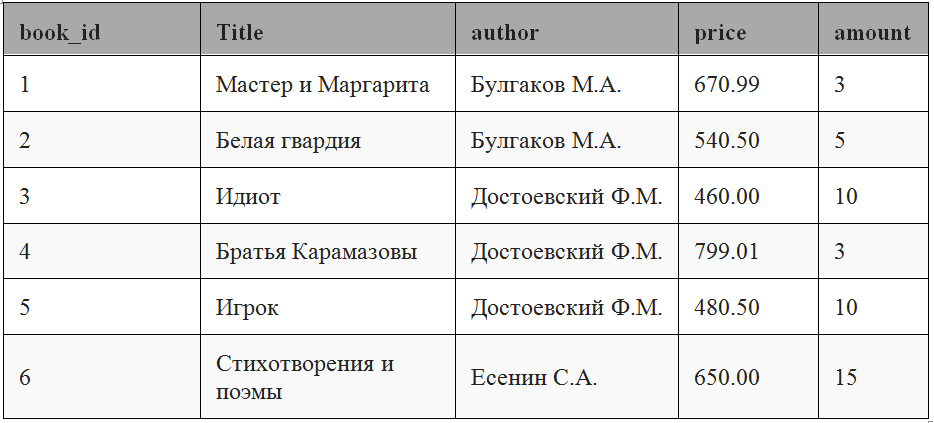 book_id Title author price amount
1 Мастер и Маргарита Булгаков М.А. 670.99 3
2 Белая гвардия Булгаков М.А. 540.50 5
3 Идиот Достоевский Ф.М. 460.00 10
4 Братья Карамазовы Достоевский Ф.М. 799.01 3
5 Игрок Достоевский Ф.М. 480.50 10
6 Стихотворения и поэмы Есенин С.А. 650.00 15